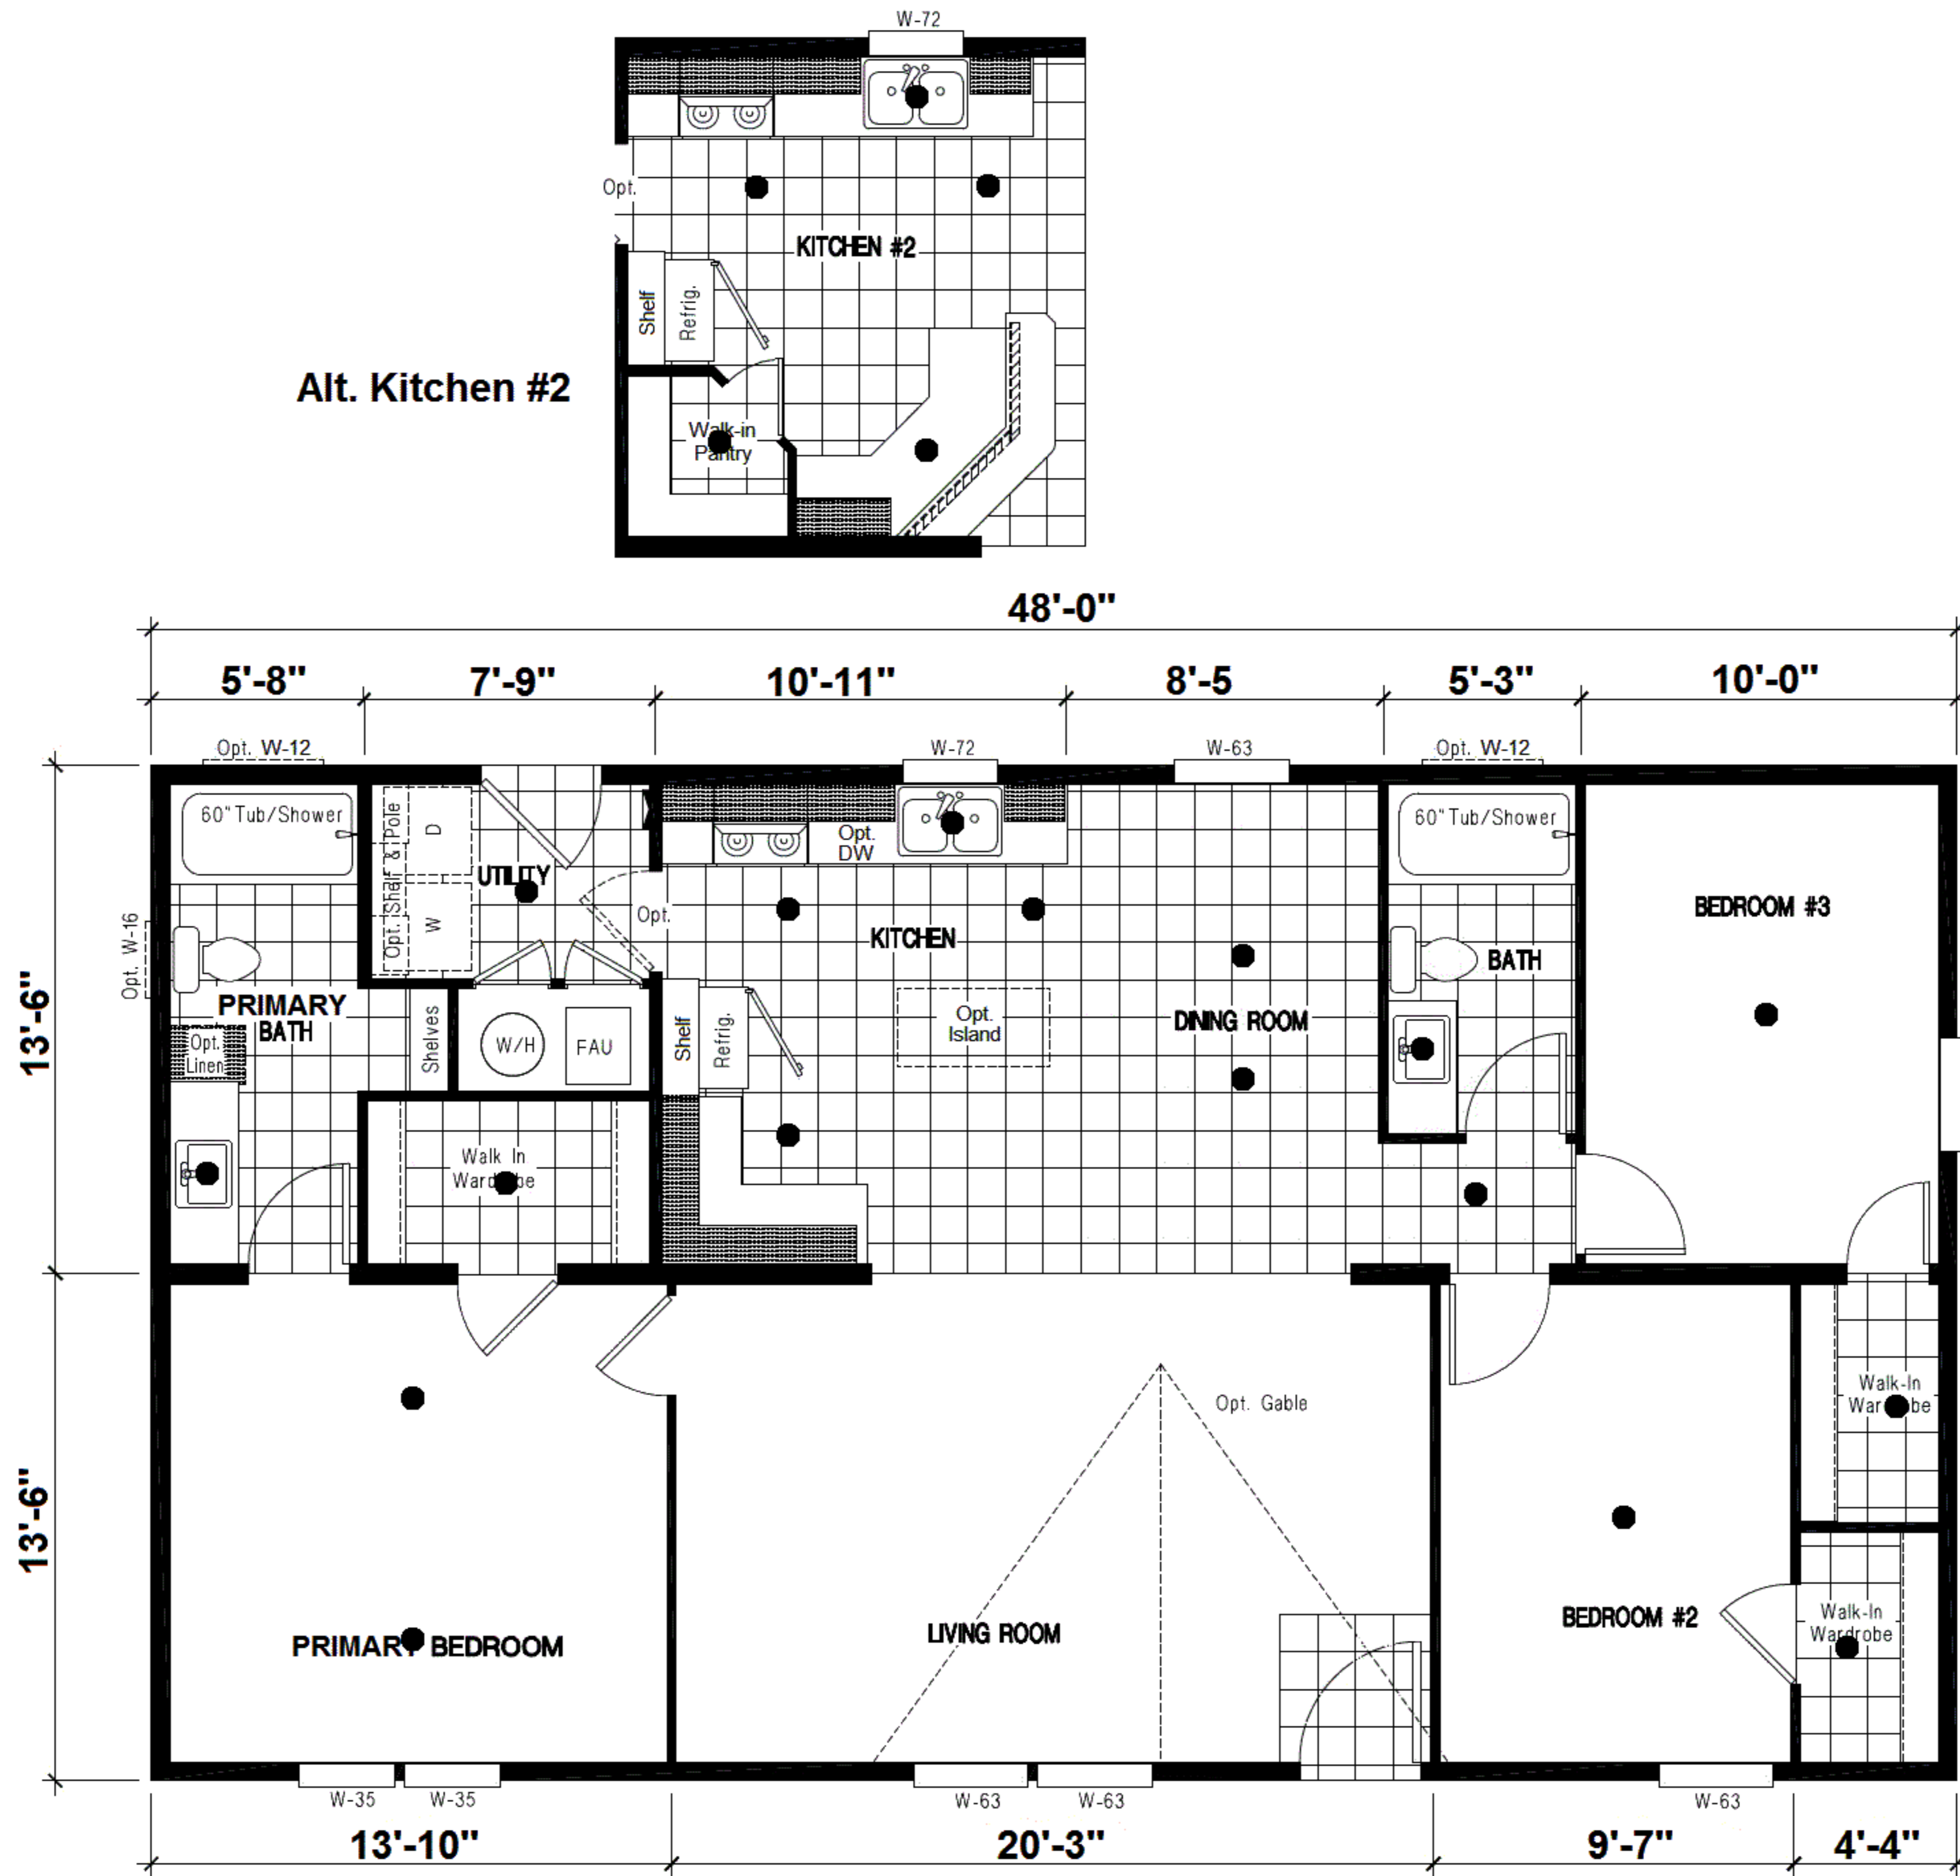 W-72
Opt.
KITCHEN #2
Shelf
Refrig.
Alt. Kitchen #2
Walk-in
Pantry
48'-0"
5'-8"
7'-9"
10'-11"
8'-5
5'-3"
10'-0"
Opt. W-12
W-72
W-63
Opt. W-12
60" Tub/Shower
Opt. Shelf & Pole
D
W
UTILITY
Opt.
DW
60" Tub/Shower
Opt. W-16
Opt.
KITCHEN
BEDROOM #3
BATH
13'-6"
PRIMARY
BATH
Opt.
Linen
Shelves
W/H
FAU
Shelf
Refrig.
Opt.
Island
DINING ROOM
Walk In
Wardrobe
Opt. Gable
Walk-In
Wardrobe
13'-6"
PRIMARY BEDROOM
LIVING ROOM
BEDROOM #2
Walk-In
Wardrobe
W-35
W-35
W-63
W-63
W-63
13'-10"
20'-3"
9'-7"
4'-4"